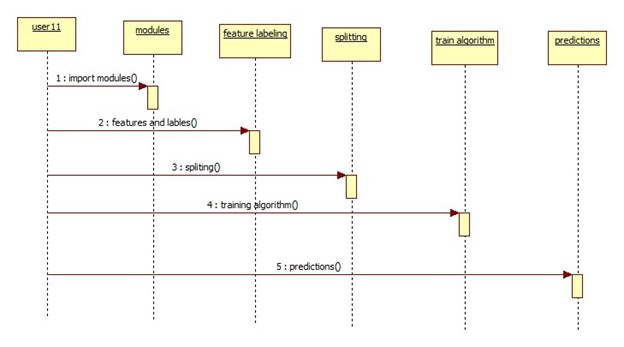 user11
modules
feature labeling
splitting
train algorithm
predictions
1 : import modules()
2 : features and lables()
3 : spliting()
4 : training algorithm()
5 : predictions()